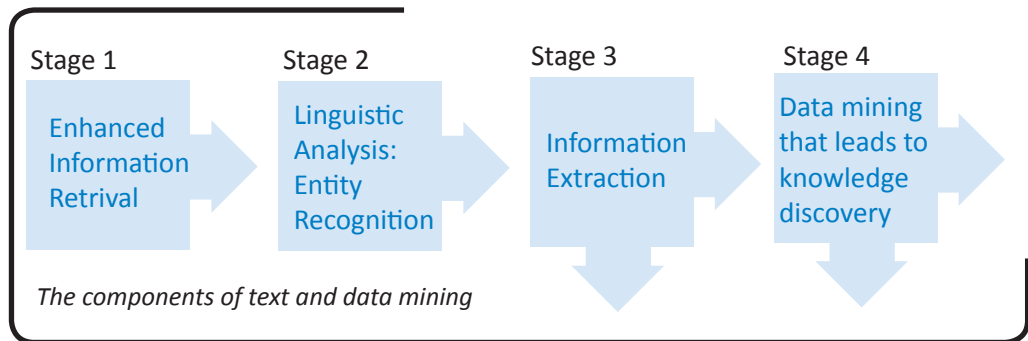 Stage 1
Enhanced
Information
Retrival
Stage 2
Linguistic
Analysis:
Entity
Recognition
Stage 3
Information
Extraction
Stage 4
Data mining
that leads to
knowledge
discovery
The components of text and data mining